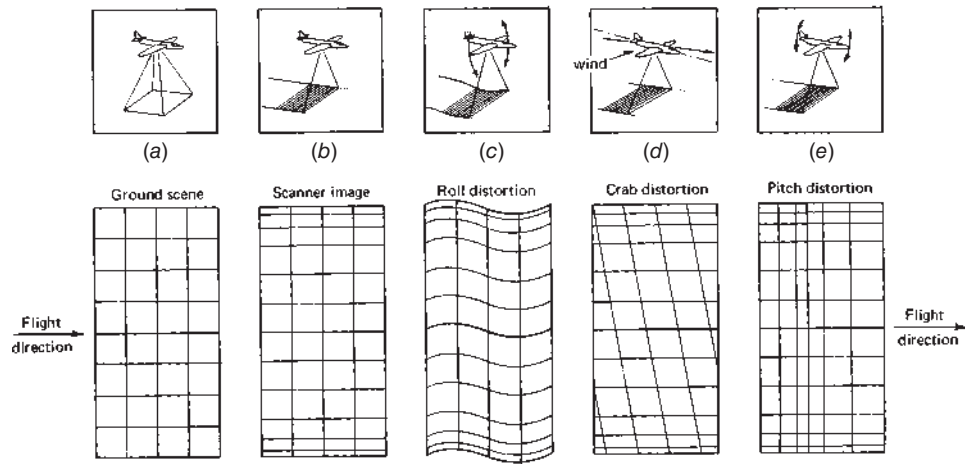 wind
(a)
(b)
(c)
(d)
(e)
Ground scene
Scanner image
Roll distortion
Crab distortion
Pitch distortion
Flight
direction
Flight
direction